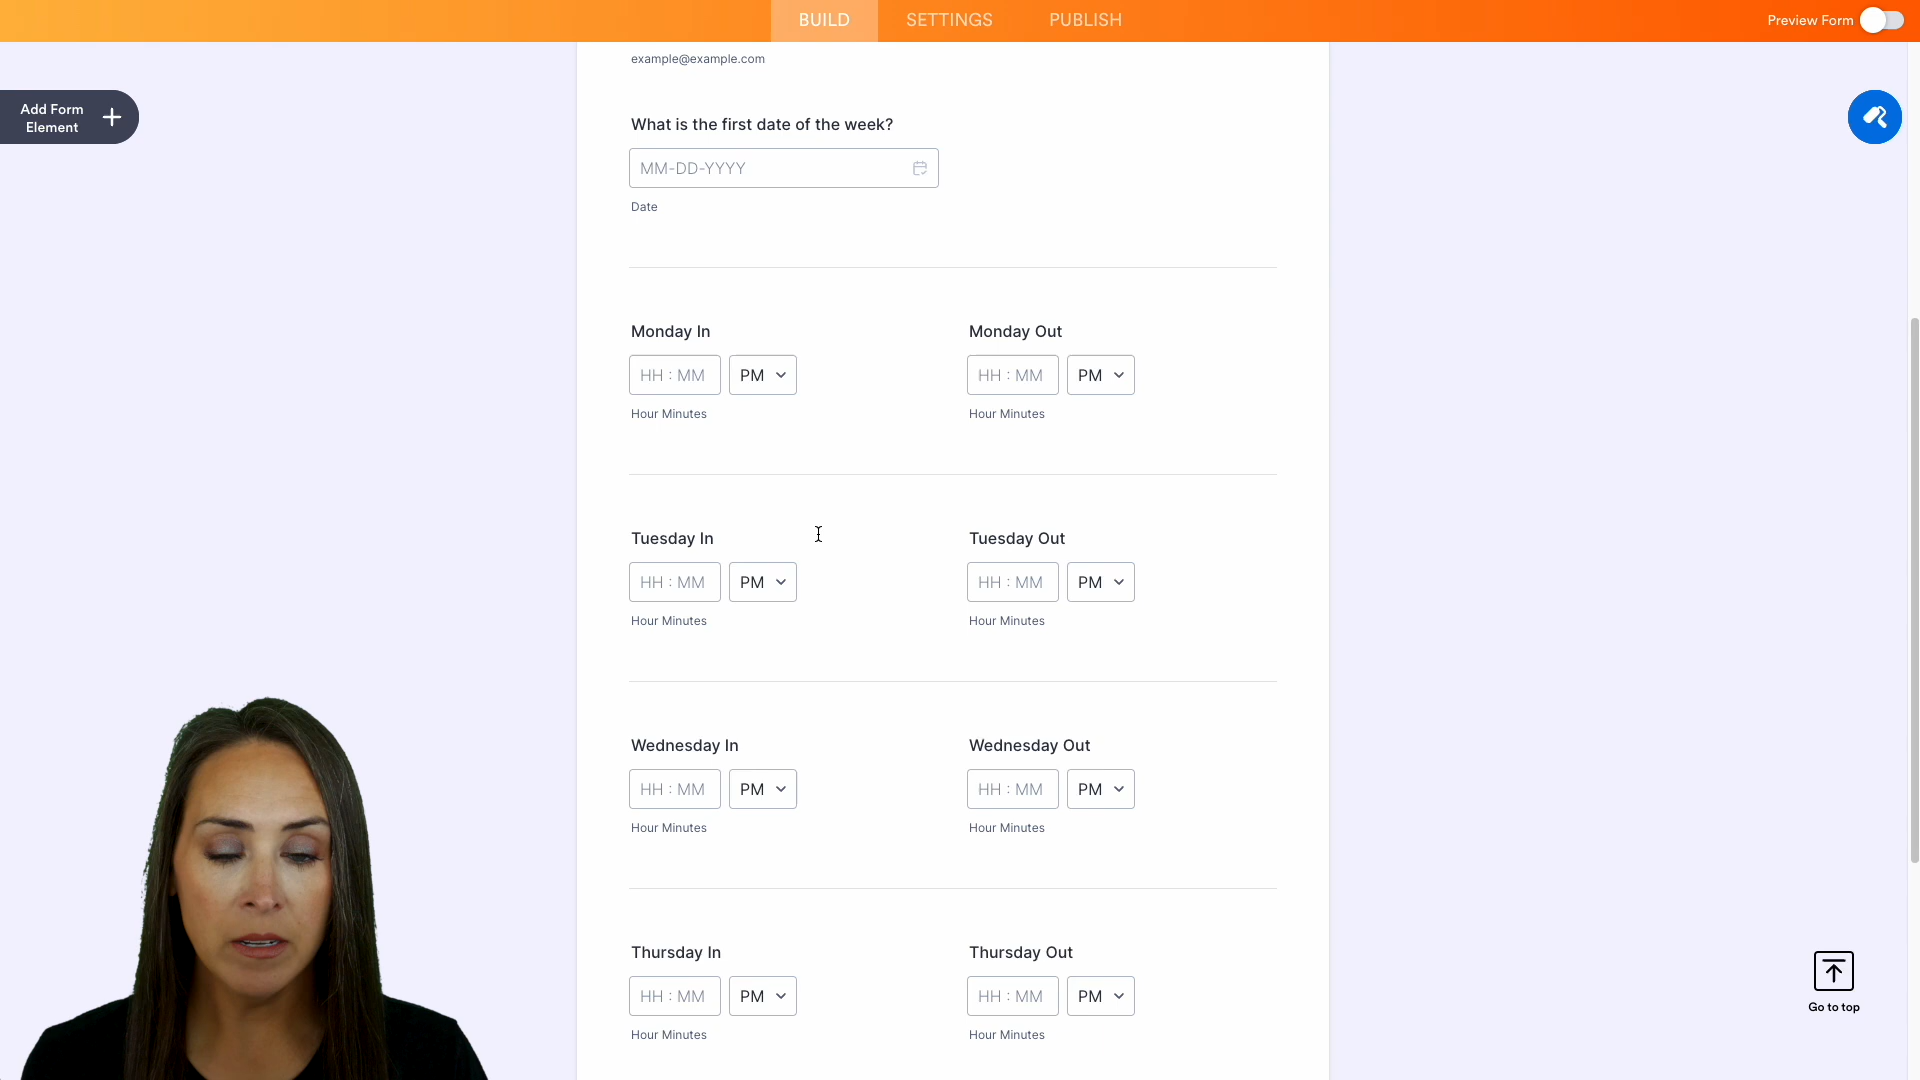 BUILD SETTINGS PUBLISH Preview Form
example@example.com
Add Form
Element
What is the first date of the week?
MM-DD-YYYY
Date
Monday In Monday Out
HH : MM PM HH : MM PM
Hour Minutes Hour Minutes
Tuesday In Tuesday Out
HH : MM PM HH : MM PM
Hour Minutes Hour Minutes
Wednesday In Wednesday Out
HH : MM PM HH : MM PM
Hour Minutes Hour Minutes
Thursday In Thursday Out
HH : MM PM HH : MM PM
Hour Minutes Hour Minutes
Go to top